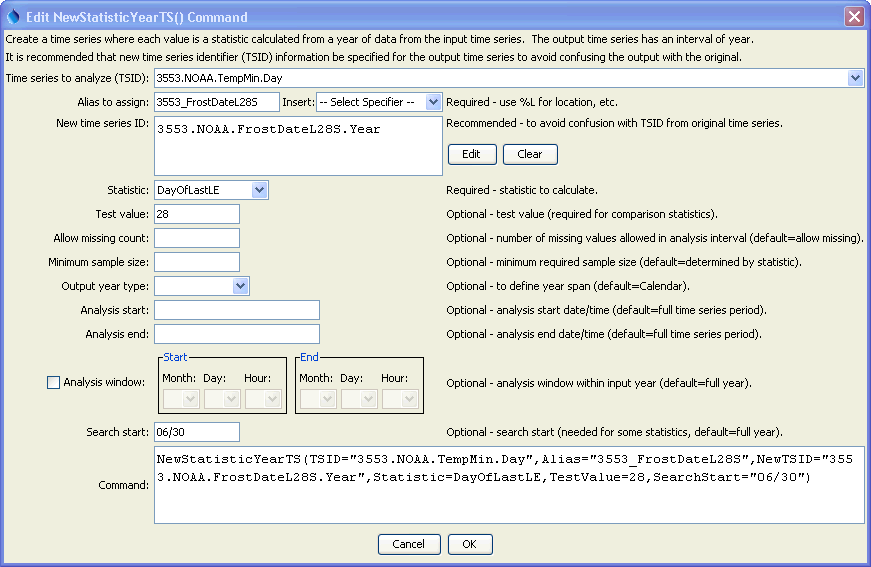 Edit NewStatisticYearTS() Command
Create a time series where each value is a statistic calculated from a year of data from the input time series.  The output time series has an interval of year.
It is recommended that new time series identifier (TSID) information be specified for the output time series to avoid confusing the output with the original.
Time series to analyze (TSID): 3553.NOAA.TempMin.Day
Alias to assign: 3553_FrostDateL28S Insert: -- Select Specifier -- Required - use %L for location, etc.
New time series ID: 3553.NOAA.FrostDateL28S.Year Recommended - to avoid confusion with TSID from original time series.
Edit Clear
Statistic: DayOfLastLE Required - statistic to calculate.
Test value: 28 Optional - test value (required for comparison statistics).
Allow missing count: Optional - number of missing values allowed in analysis interval (default=allow missing).
Minimum sample size: Optional - minimum required sample size (default=determined by statistic).
Output year type: Optional - to define year span (default=Calendar).
Analysis start: Optional - analysis start date/time (default=full time series period).
Analysis end: Optional - analysis end date/time (default=full time series period).
Start End
Month: Day: Hour: Month: Day: Hour:
Analysis window: Optional - analysis window within input year (default=full year).
Search start: 06/30 Optional - search start (needed for some statistics, default=full year).
Command: NewStatisticYearTS(TSID="3553.NOAA.TempMin.Day",Alias="3553_FrostDateL28S",NewTSID="355
3.NOAA.FrostDateL28S.Year",Statistic=DayOfLastLE,TestValue=28,SearchStart="06/30")
Cancel OK